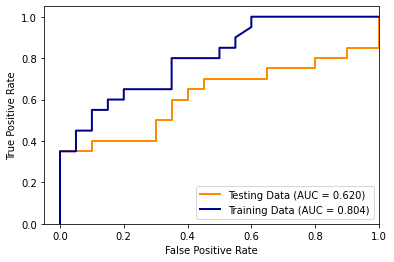 1.0
0.8
0.6
0.4
0.2
0.0
True Positive Rate
0.0 0.2 0.4 0.6 0.8 1.0
False Positive Rate
Testing Data (AUC = 0.620)
Training Data (AUC = 0.804)